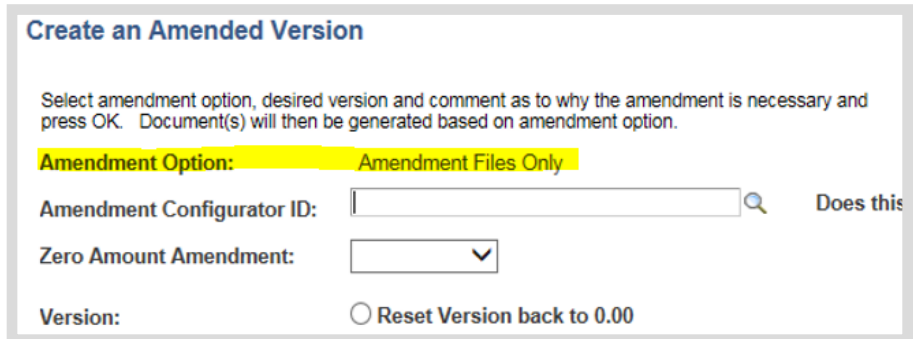 Create an Amended Version
Select amendment option, desired version and comment as to why the amendment is necessary and
press OK. Document(s) will then be generated based on amendment option.
Amendment Option: Amendment Files Only
Amendment Configurator ID: Does this
Zero Amount Amendment:
Version: Reset Version back to 0.00